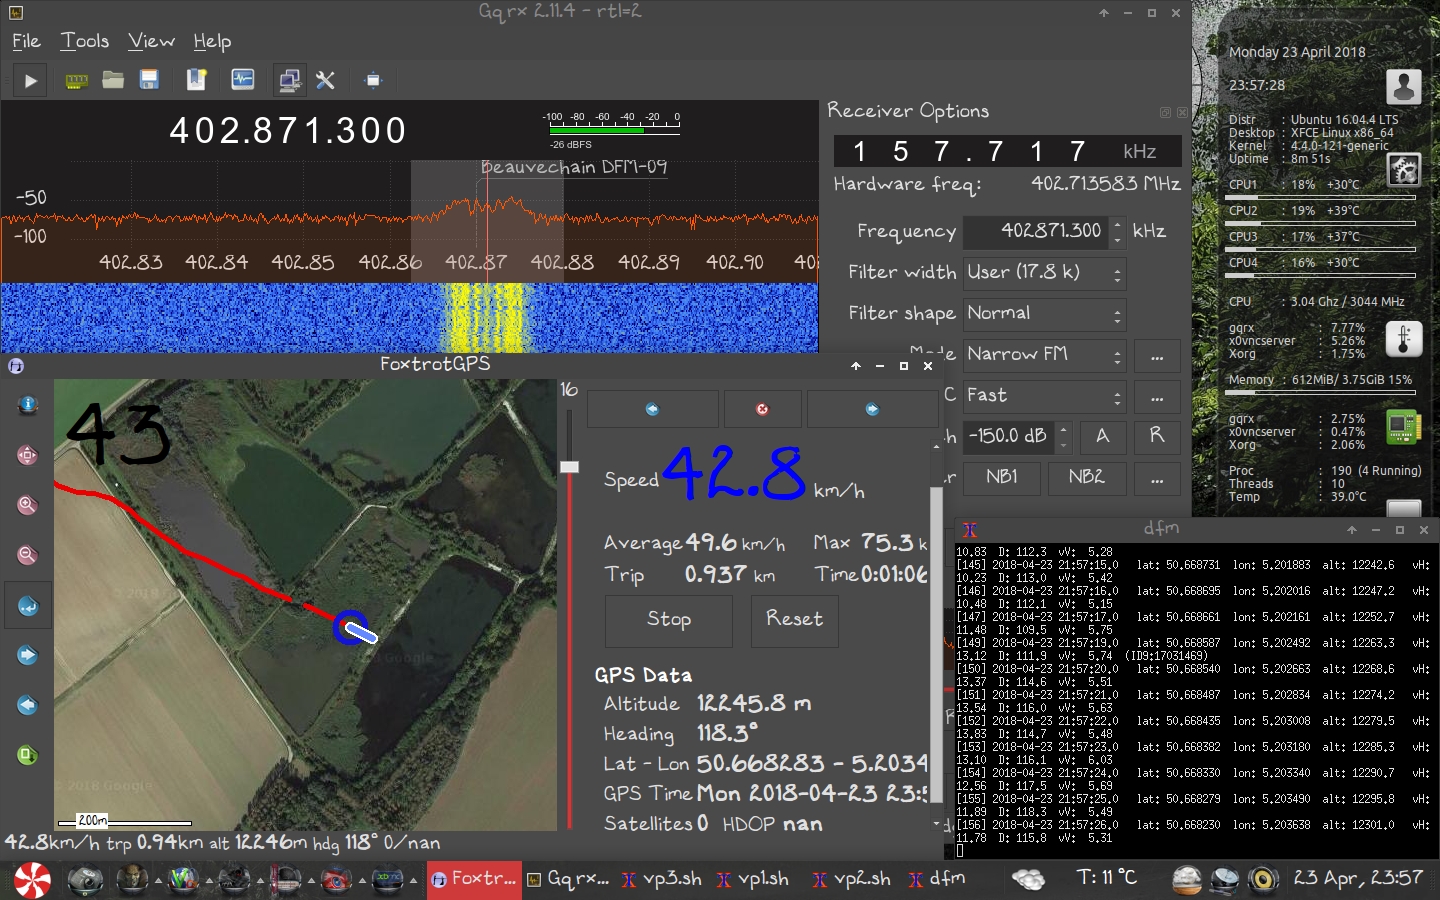 Gqrx 2.11.4 - rtl=2
File Tools View Help
402.871.300
-100 -80 -60 -40 -20 0
-26 dBFS
Beauvechain DFM-09
-50
-100
402.83 402.84 402.85 402.86 402.87 402.88 402.89 402.90 402
Receiver Options
157.717 kHz
Hardware freq: 402.713583 MHz
Frequency 402871.300 kHz
Filter width User (17.8 k)
Filter shape Normal
Mode Narrow FM ...
C Fast ...
h -150.0 dB A R
r NB1 NB2 ...
Monday 23 April 2018
23:57:28
Distr : Ubuntu 16.04.4 LTS
Desktop : XFCE Linux x86_64
Kernel : 4.4.0-121-generic
Uptime : 8m 51s
CPU1 : 18% +30°C
CPU2 : 19% +39°C
CPU3 : 17% +37°C
CPU4 : 16% +30°C
CPU : 3.04 Ghz / 3044 MHz
gqrx : 7.77%
x0vncserver : 5.26%
Xorg : 1.75%
Memory : 612MiB/ 3.75GiB 15%
gqrx : 2.75%
x0vncserver : 0.47%
Xorg : 2.06%
Proc : 190 (4 Running)
Threads : 10
Temp : 39.0°C
FoxtrotGPS
43
16
Speed 42.8 km/h
Average 49.6 km/h Max 75.3 k
Trip 0.937 km Time 0:01:06
Stop Reset
GPS Data
Altitude 12245.8 m
Heading 118.3°
Lat - Lon 50.668283 - 5.2034
GPS Time Mon 2018-04-23 23:5
Satellites 0 HDOP nan
© 2018 Google
200m
42.8km/h trp 0.94km alt 12246m hdg 118° 0/nan
dfm
10.83 D: 112.3 vV: 5.28
[145] 2018-04-23 21:57:15.0 lat: 50.668731 lon: 5.201883 alt: 12242.6 vH:
10.23 D: 113.0 vV: 5.42
[146] 2018-04-23 21:57:16.0 lat: 50.668695 lon: 5.202016 alt: 12247.2 vH:
10.48 D: 112.1 vV: 5.15
[147] 2018-04-23 21:57:17.0 lat: 50.668661 lon: 5.202161 alt: 12252.7 vH:
11.48 D: 109.5 vV: 5.75
[149] 2018-04-23 21:57:19.0 lat: 50.668587 lon: 5.202492 alt: 12263.3 vH:
13.12 D: 111.9 vV: 5.74 (ID9:17031469)
[150] 2018-04-23 21:57:20.0 lat: 50.668540 lon: 5.202663 alt: 12268.6 vH:
13.37 D: 114.6 vV: 5.51
[151] 2018-04-23 21:57:21.0 lat: 50.668487 lon: 5.202834 alt: 12274.2 vH:
13.54 D: 116.0 vV: 5.63
[152] 2018-04-23 21:57:22.0 lat: 50.668435 lon: 5.203008 alt: 12279.5 vH:
13.83 D: 114.7 vV: 5.48
[153] 2018-04-23 21:57:23.0 lat: 50.668382 lon: 5.203180 alt: 12285.3 vH:
13.10 D: 116.1 vV: 6.03
[154] 2018-04-23 21:57:24.0 lat: 50.668330 lon: 5.203340 alt: 12290.7 vH:
12.56 D: 117.5 vV: 5.69
[155] 2018-04-23 21:57:25.0 lat: 50.668279 lon: 5.203490 alt: 12295.8 vH:
11.89 D: 118.3 vV: 5.49
[156] 2018-04-23 21:57:26.0 lat: 50.668230 lon: 5.203638 alt: 12301.0 vH:
11.78 D: 115.8 vV: 5.31
Foxtr... Gqrx... vp3.sh vp1.sh vp2.sh dfm T: 11 °C 23 Apr, 23:57